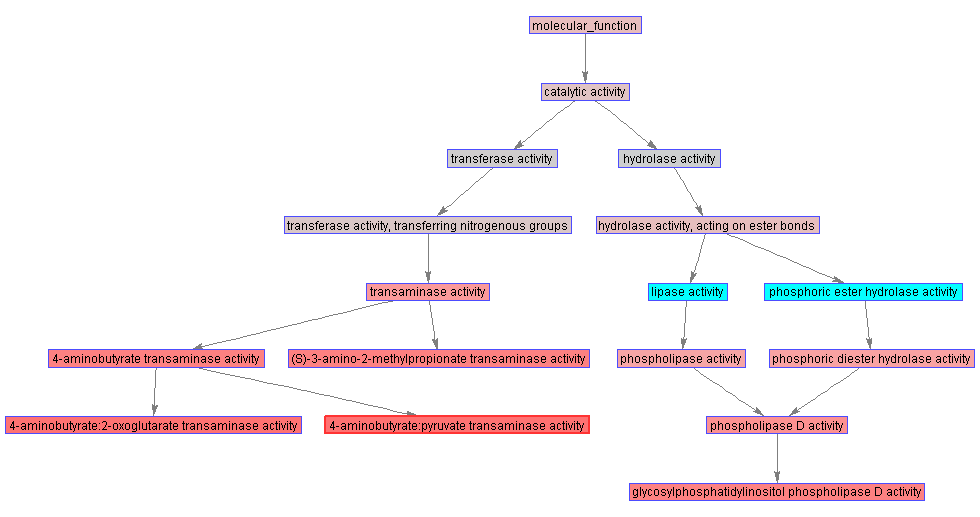 molecular_function
catalytic activity
transferase activity
hydrolase activity
transferase activity, transferring nitrogenous groups
hydrolase activity, acting on ester bonds
transaminase activity
lipase activity
phosphoric ester hydrolase activity
4-aminobutyrate transaminase activity
(S)-3-amino-2-methylpropionate transaminase activity
phospholipase activity
phosphoric diester hydrolase activity
4-aminobutyrate:2-oxoglutarate transaminase activity
4-aminobutyrate:pyruvate transaminase activity
phospholipase D activity
glycosylphosphatidylinositol phospholipase D activity